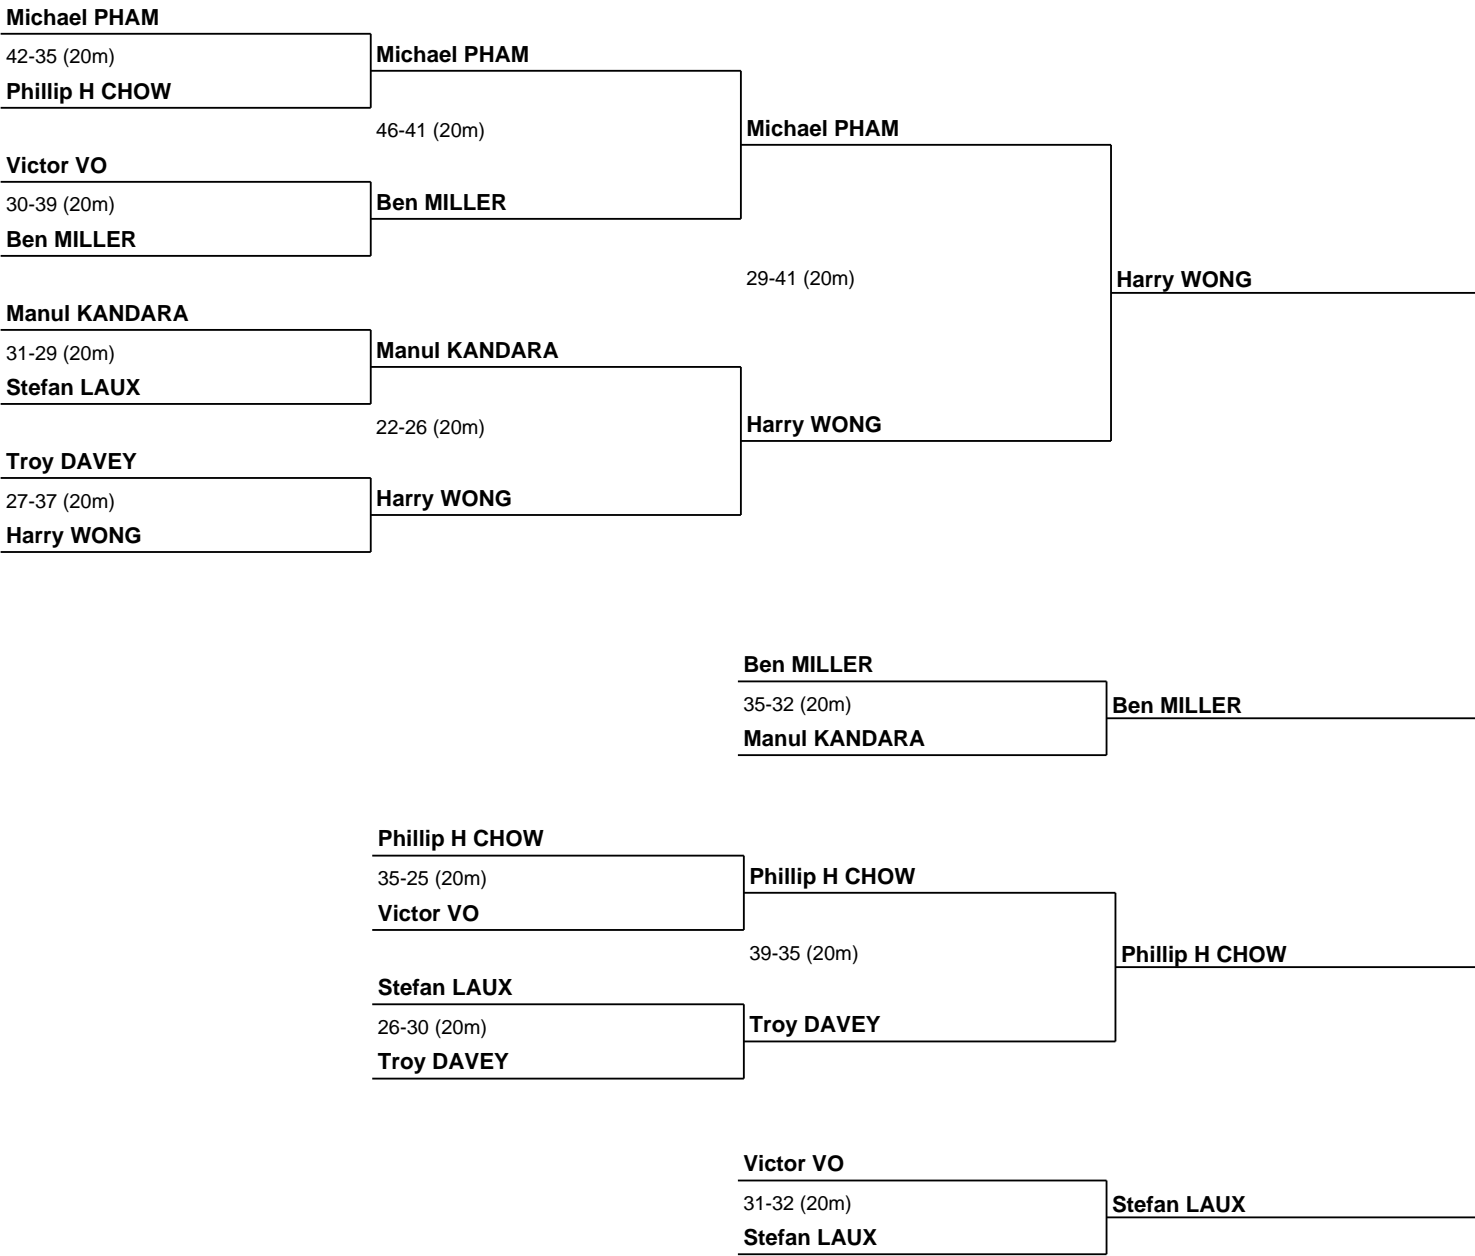 Michael PHAM
42-35 (20m)
Phillip H CHOW
Michael PHAM
46-41 (20m)
Victor VO
30-39 (20m)
Ben MILLER
Ben MILLER
Michael PHAM
29-41 (20m)
Harry WONG
Manul KANDARA
31-29 (20m)
Stefan LAUX
Manul KANDARA
22-26 (20m)
Troy DAVEY
27-37 (20m)
Harry WONG
Harry WONG
Harry WONG
Ben MILLER
35-32 (20m)
Manul KANDARA
Ben MILLER
Phillip H CHOW
35-25 (20m)
Victor VO
Phillip H CHOW
39-35 (20m)
Phillip H CHOW
Stefan LAUX
26-30 (20m)
Troy DAVEY
Troy DAVEY
Victor VO
31-32 (20m)
Stefan LAUX
Stefan LAUX